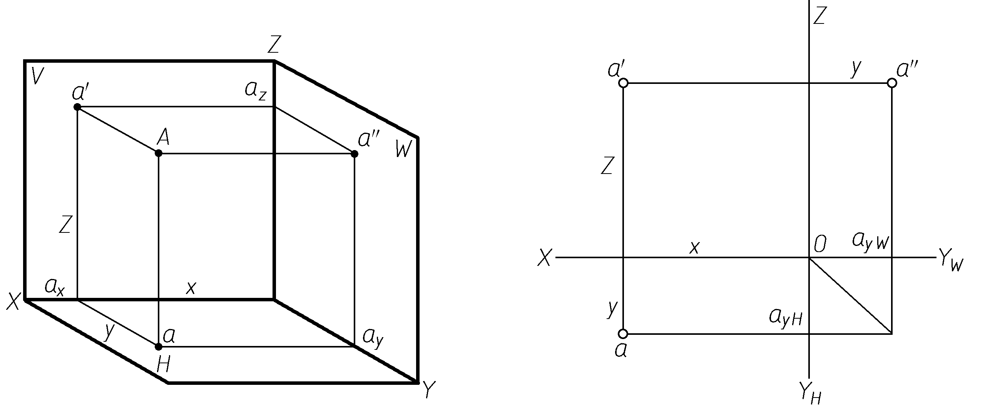 Z
V
a'
a_z
A
a''
W
Z
a_x
x
X
y
a
a_y
H
Y
Z
a'
y
a''
Z
O
a_yW
x
X
Y_W
y
a_yH
a
Y_H